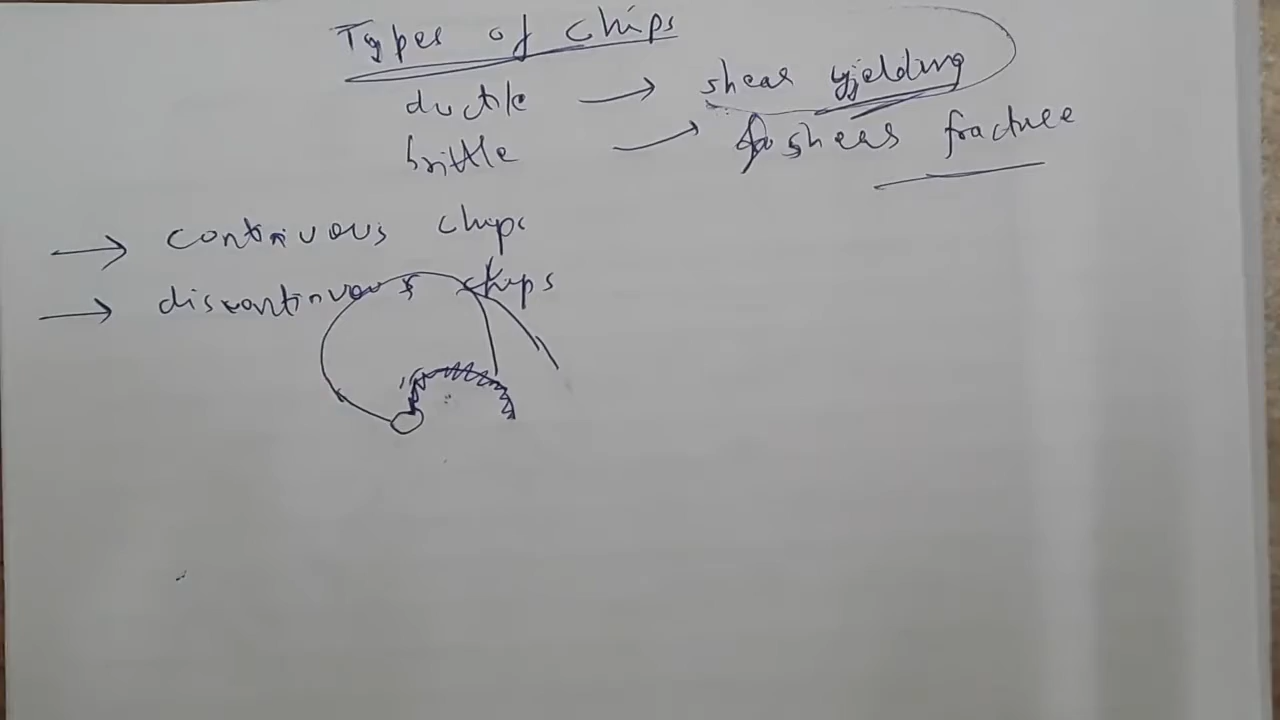 Types of chips
ductile → shear yielding
brittle → shear fracture
→ continuous chips
→ discontinuous chips